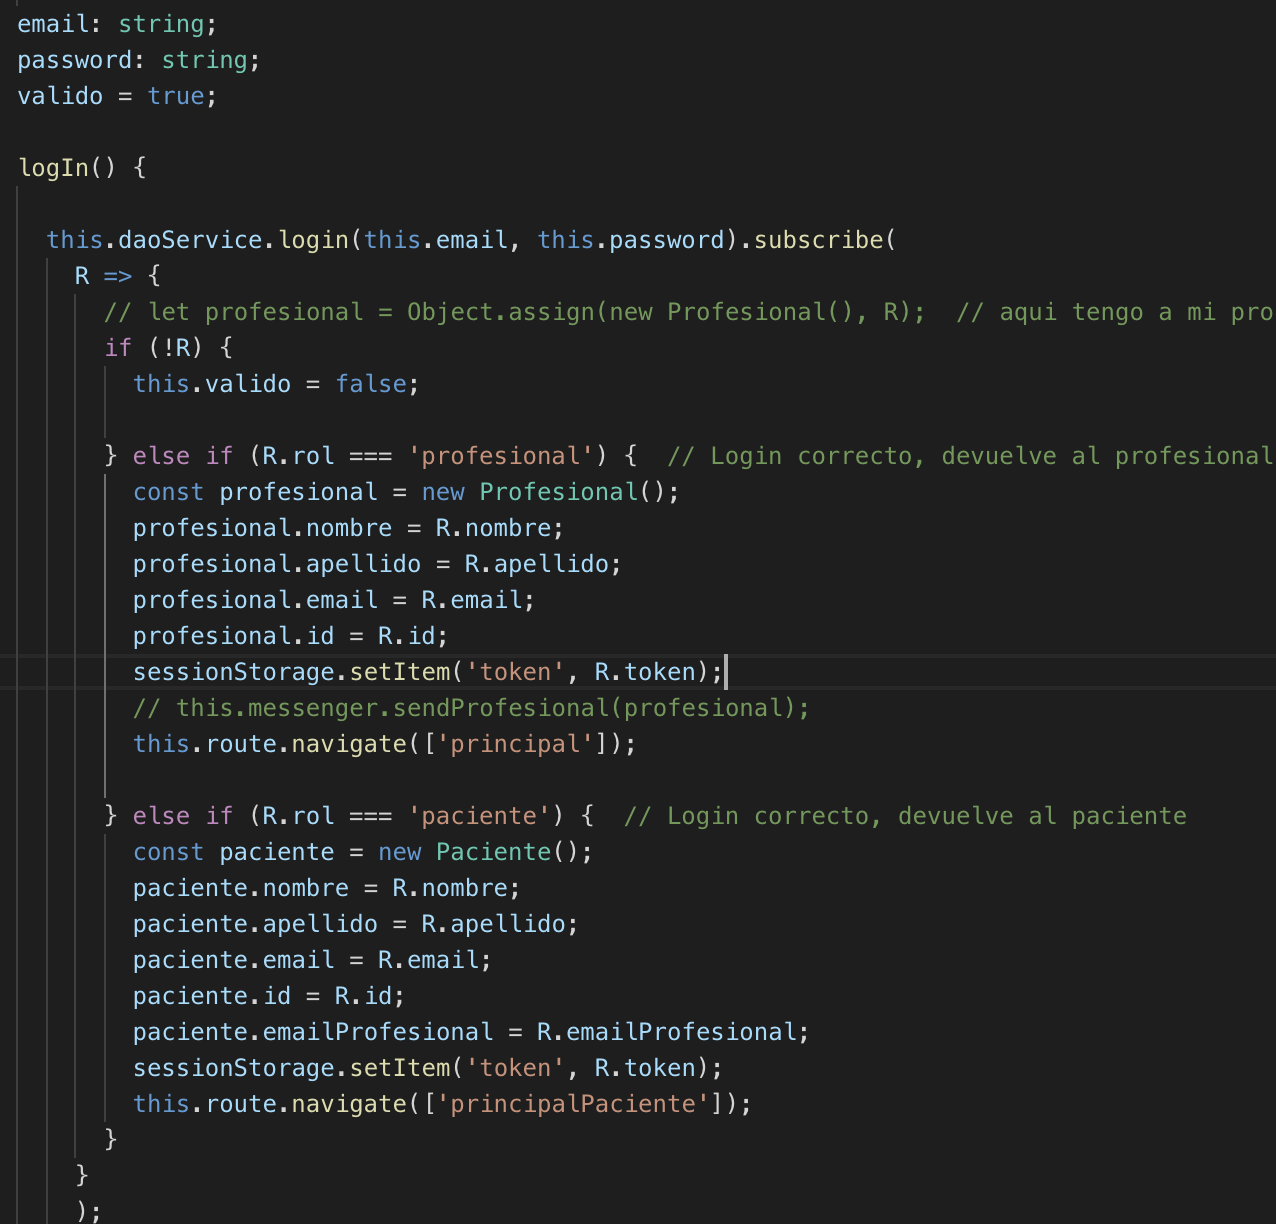 email: string;
password: string;
valido = true;
logIn() {
this.daoService.login(this.email, this.password).subscribe(
R => {
// let profesional = Object.assign(new Profesional(), R);  // aqui tengo a mi pro
if (!R) {
this.valido = false;
} else if (R.rol === 'profesional') {  // Login correcto, devuelve al profesional
const profesional = new Profesional();
profesional.nombre = R.nombre;
profesional.apellido = R.apellido;
profesional.email = R.email;
profesional.id = R.id;
sessionStorage.setItem('token', R.token);
// this.messenger.sendProfesional(profesional);
this.route.navigate(['principal']);
} else if (R.rol === 'paciente') {  // Login correcto, devuelve al paciente
const paciente = new Paciente();
paciente.nombre = R.nombre;
paciente.apellido = R.apellido;
paciente.email = R.email;
paciente.id = R.id;
paciente.emailProfesional = R.emailProfesional;
sessionStorage.setItem('token', R.token);
this.route.navigate(['principalPaciente']);
}
}
);